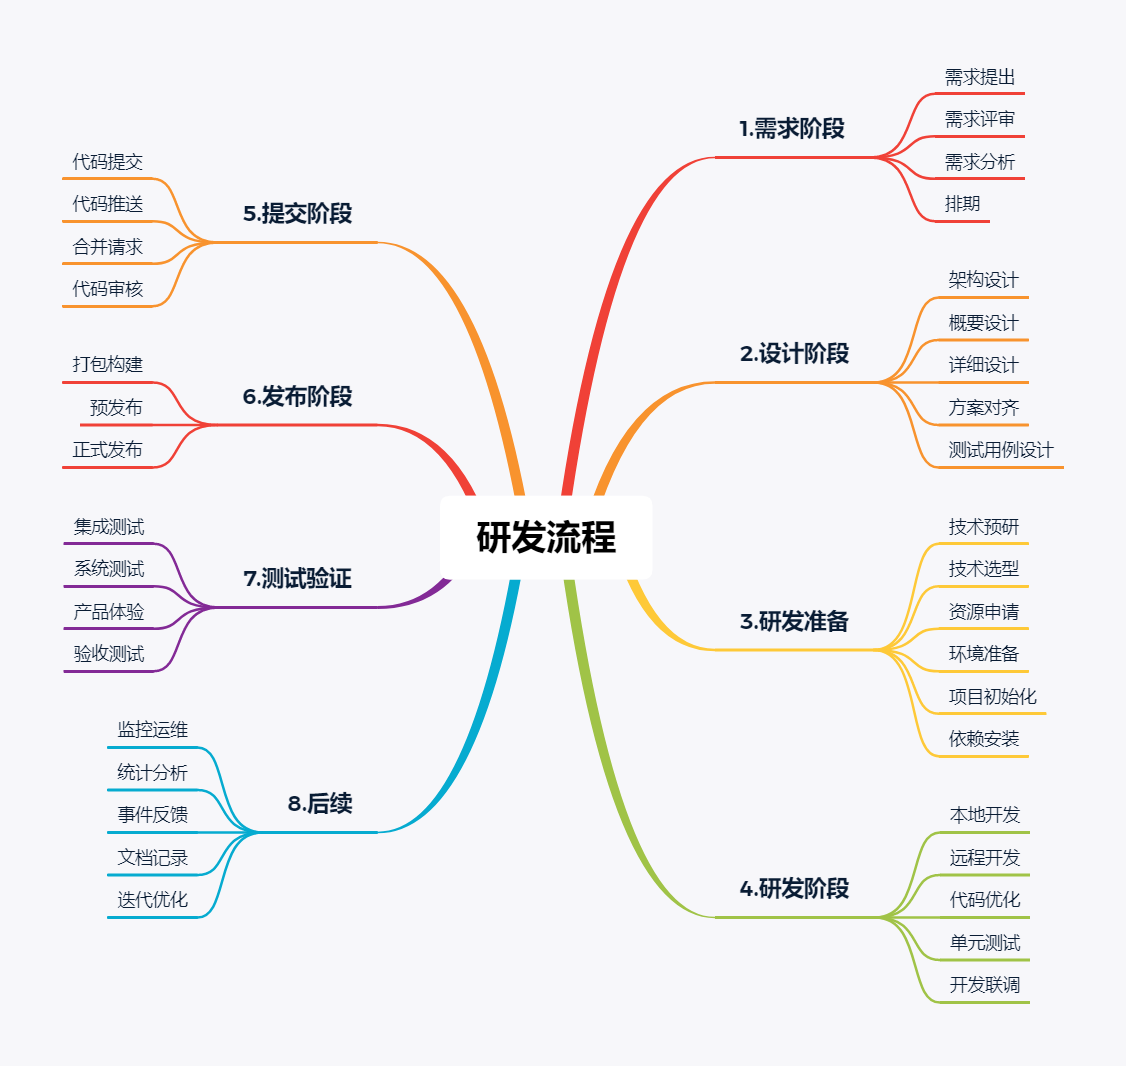 研发流程
1.需求阶段
需求提出
需求评审
需求分析
排期
2.设计阶段
架构设计
概要设计
详细设计
方案对齐
测试用例设计
3.研发准备
技术预研
技术选型
资源申请
环境准备
项目初始化
依赖安装
4.研发阶段
本地开发
远程开发
代码优化
单元测试
开发联调
5.提交阶段
代码提交
代码推送
合并请求
代码审核
6.发布阶段
打包构建
预发布
正式发布
7.测试验证
集成测试
系统测试
产品体验
验收测试
8.后续
监控运维
统计分析
事件反馈
文档记录
迭代优化